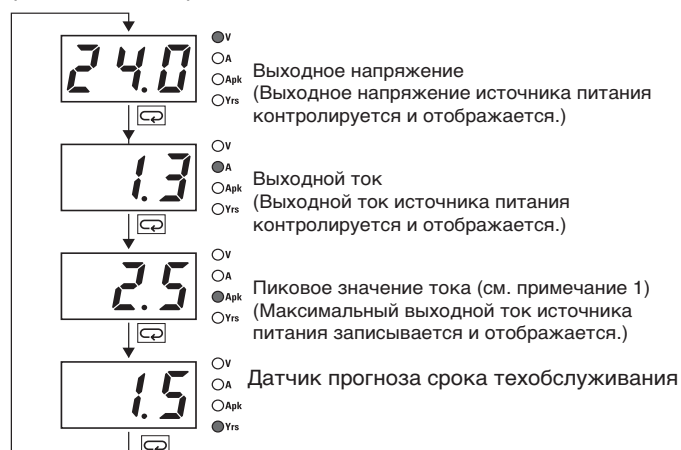 24.0
V
A
Apk
Yrs
Выходное напряжение
(Выходное напряжение источника питания
контролируется и отображается.)
1.3
V
A
Apk
Yrs
Выходной ток
(Выходной ток источника питания
контролируется и отображается.)
2.5
V
A
Apk
Yrs
Пиковое значение тока (см. примечание 1)
(Максимальный выходной ток источника
питания записывается и отображается.)
1.5
V
A
Apk
Yrs
Датчик прогноза срока техобслуживания